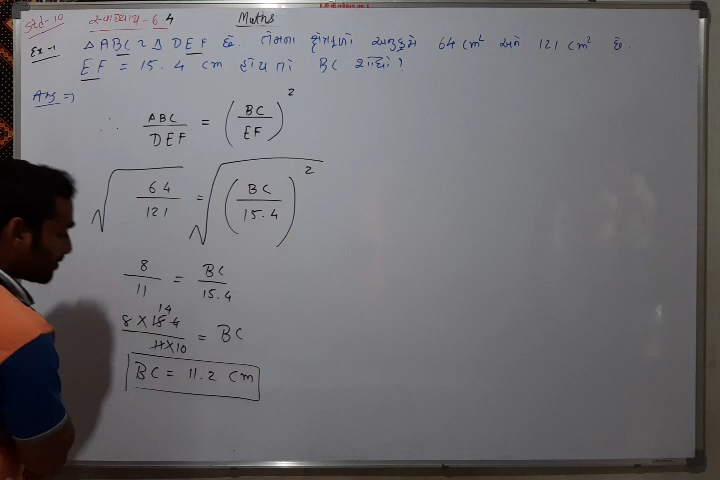 ધોરણ-10 સ્વાધ્યાય-6.4 Maths
Ex-1 △ABC ~ △DEF છે. તેમના ક્ષેત્રફળો અનુક્રમે 64 cm² અને 121 cm² છે.
EF = 15.4 cm હોય તો BC શોધો?
Ans ⇒
∴ ABC/DEF = (BC/EF)²
√64/121 = √(BC/15.4)²
8/11 = BC/15.4
14
8 × 154 / 11×10 = BC
BC = 11.2 cm